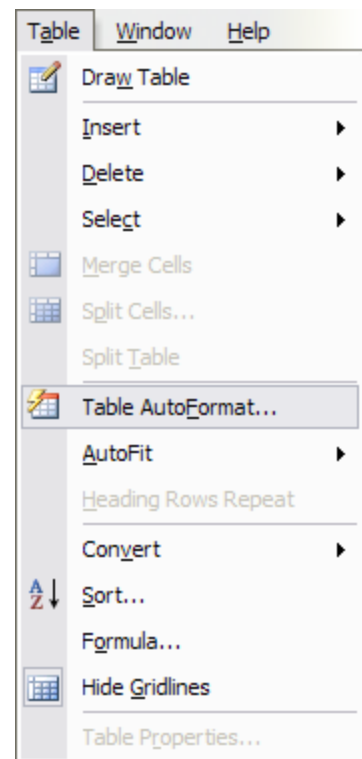 Table Window Help
Draw Table
Insert
Delete
Select
Merge Cells
Split Cells...
Split Table
Table AutoFormat...
AutoFit
Heading Rows Repeat
Convert
Sort...
Formula...
Hide Gridlines
Table Properties...